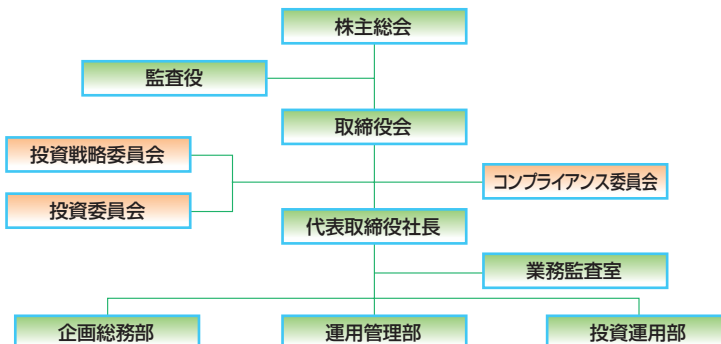 株主総会
監査役
取締役会
投資戦略委員会
コンプライアンス委員会
投資委員会
代表取締役社長
業務監査室
企画総務部
運用管理部
投資運用部